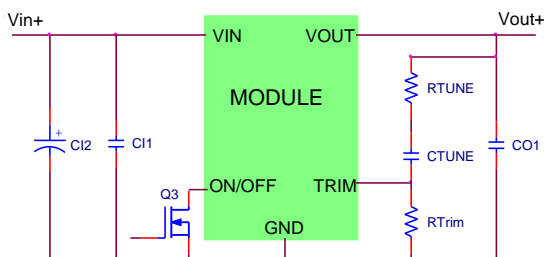 Vin+
Vout+
VIN
VOUT
RTUNE
MODULE
+
CI2
CI1
CTUNE
CO1
Q3
ON/OFF
TRIM
RTrim
GND